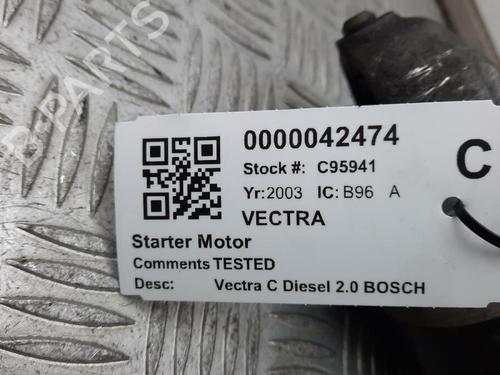 0000042474
Stock #: C95941
C
Yr: 2003 IC: B96 A
VECTRA
Starter Motor
Comments TESTED
Desc: Vectra C Diesel 2.0 BOSCH